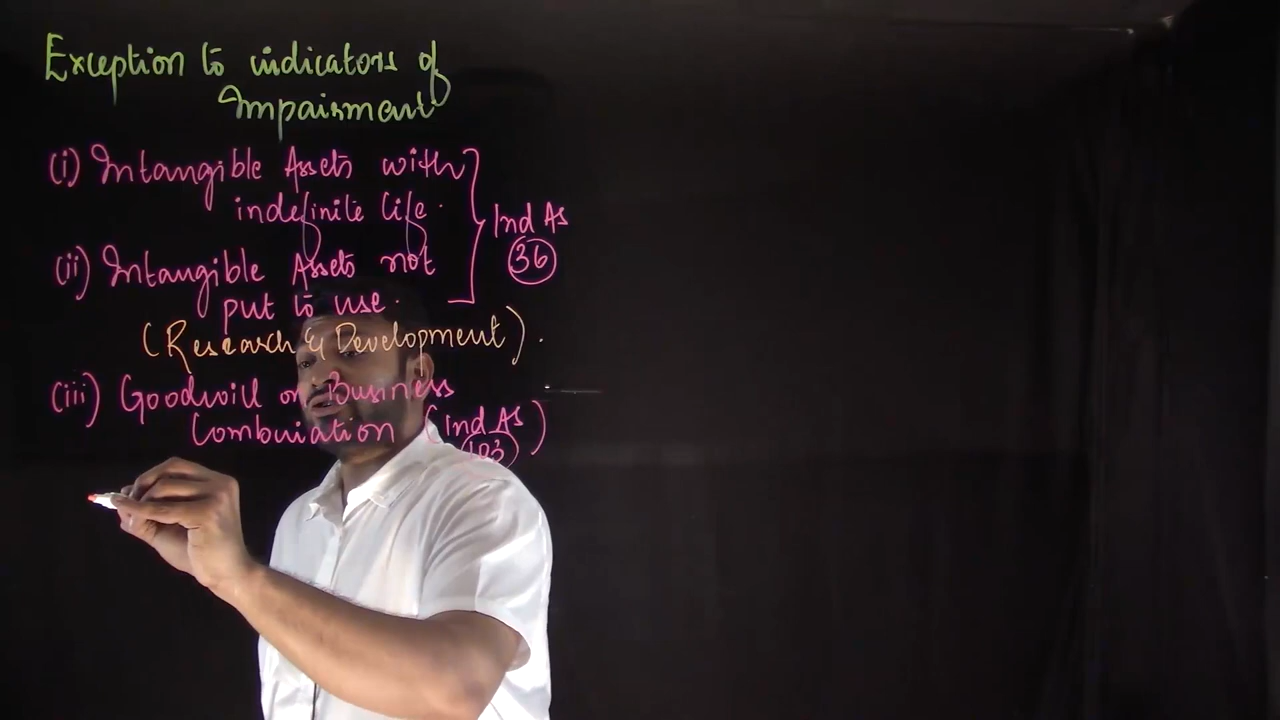 Exception to indicators of
Impairment
(i) Intangible Assets with
indefinite life.
Ind As
36
(ii) Intangible Assets not
put to use.
(Research & Development).
(iii) Goodwill on Business
Combination (Ind As
103)